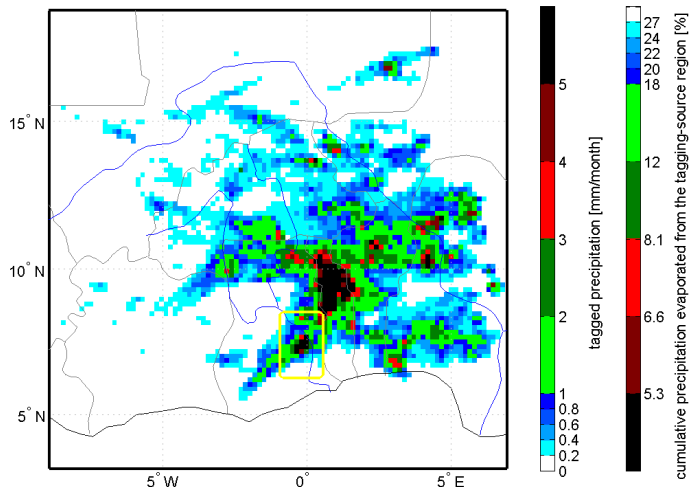 15° N
10° N
5° N
5° W
0°
5° E
5
4
3
2
1
0.8
0.6
0.4
0.2
0
tagged precipitation [mm/month]
27
24
22
20
18
12
8.1
6.6
5.3
cumulative precipitation evaporated from the tagging-source region [%]